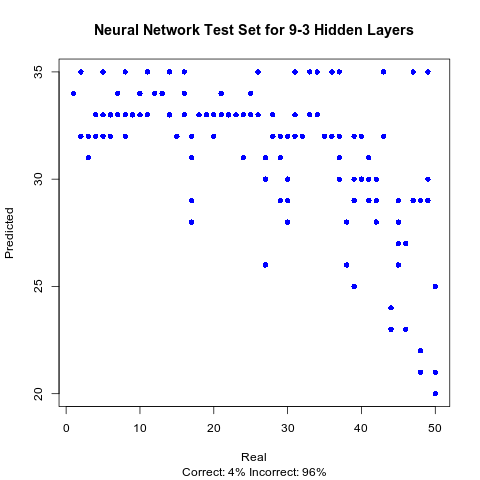 Neural Network Test Set for 9-3 Hidden Layers
Predicted
35
30
25
20
0 10 20 30 40 50
Real
Correct: 4% Incorrect: 96%